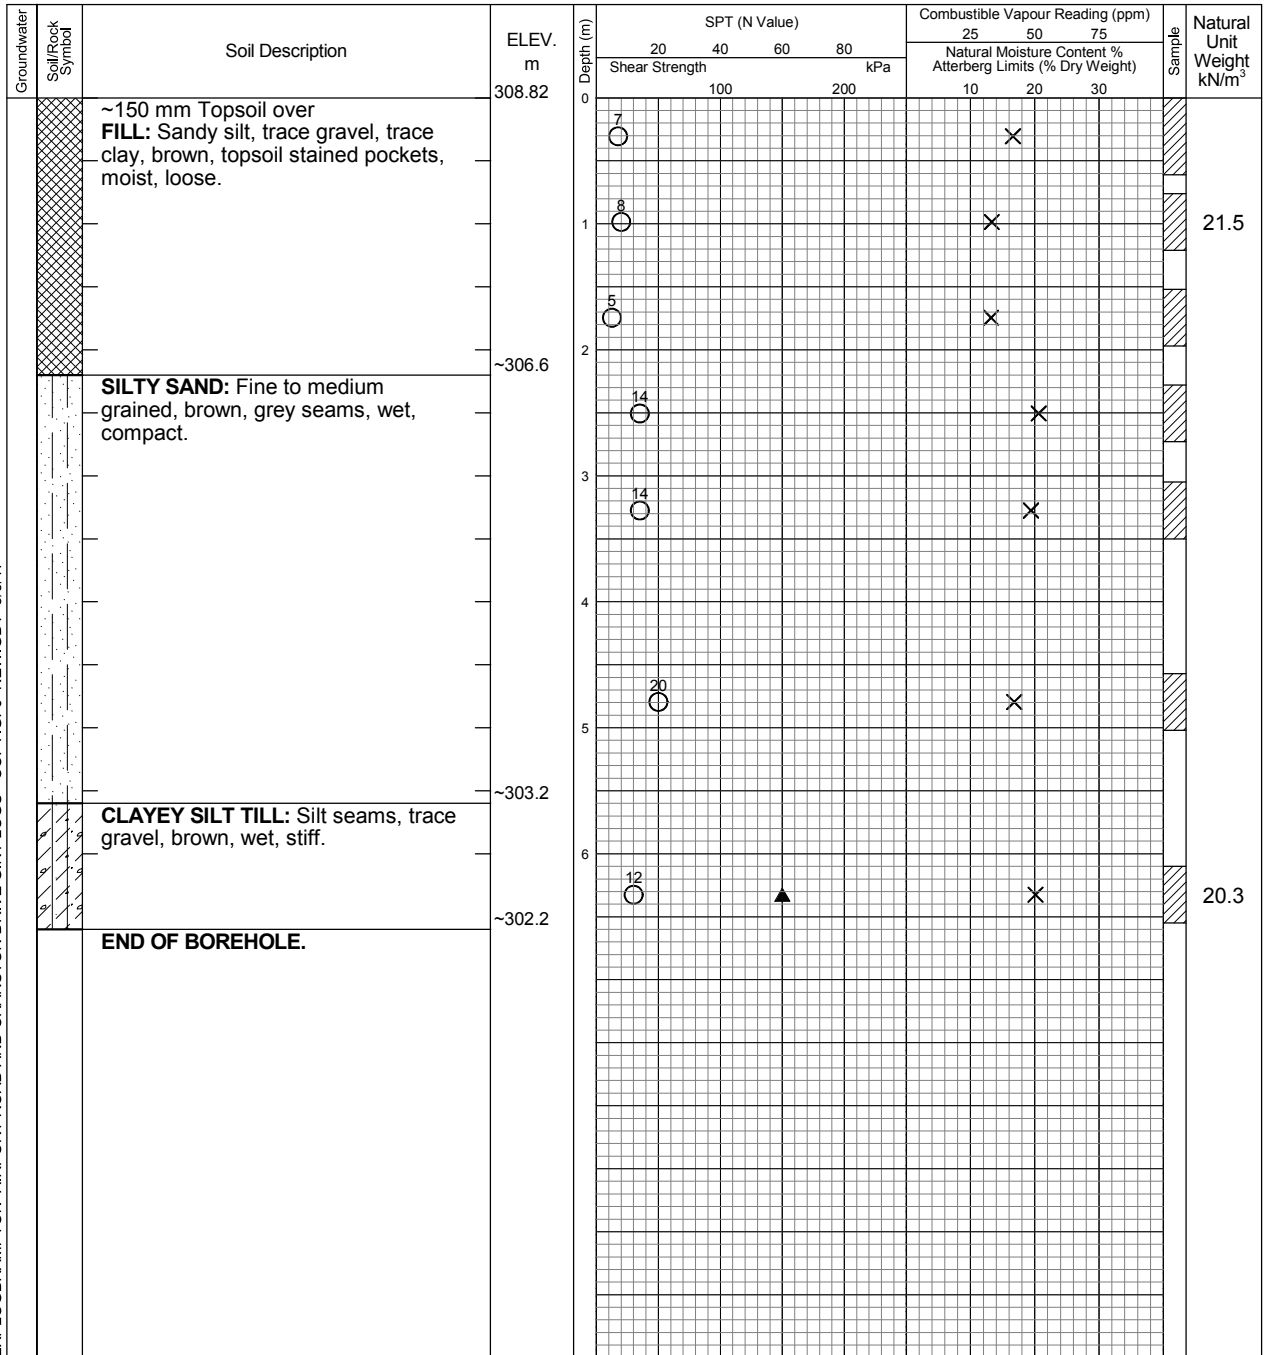 Groundwater
Soil/Rock
Symbol
Soil Description
ELEV.
m
308.82
Depth (m)
SPT (N Value)
20 40 60 80
Shear Strength kPa
100 200
Combustible Vapour Reading (ppm)
25 50 75
Natural Moisture Content %
Atterberg Limits (% Dry Weight)
10 20 30
Sample
Natural
Unit
Weight
kN/m³
0
~150 mm Topsoil over
FILL: Sandy silt, trace gravel, trace
clay, brown, topsoil stained pockets,
moist, loose.
7
8
1
21.5
5
2
~306.6
SILTY SAND: Fine to medium
grained, brown, grey seams, wet,
compact.
14
3
14
4
20
5
~303.2
CLAYEY SILT TILL: Silt seams, trace
gravel, brown, wet, stiff.
6
12
20.3
~302.2
END OF BOREHOLE.